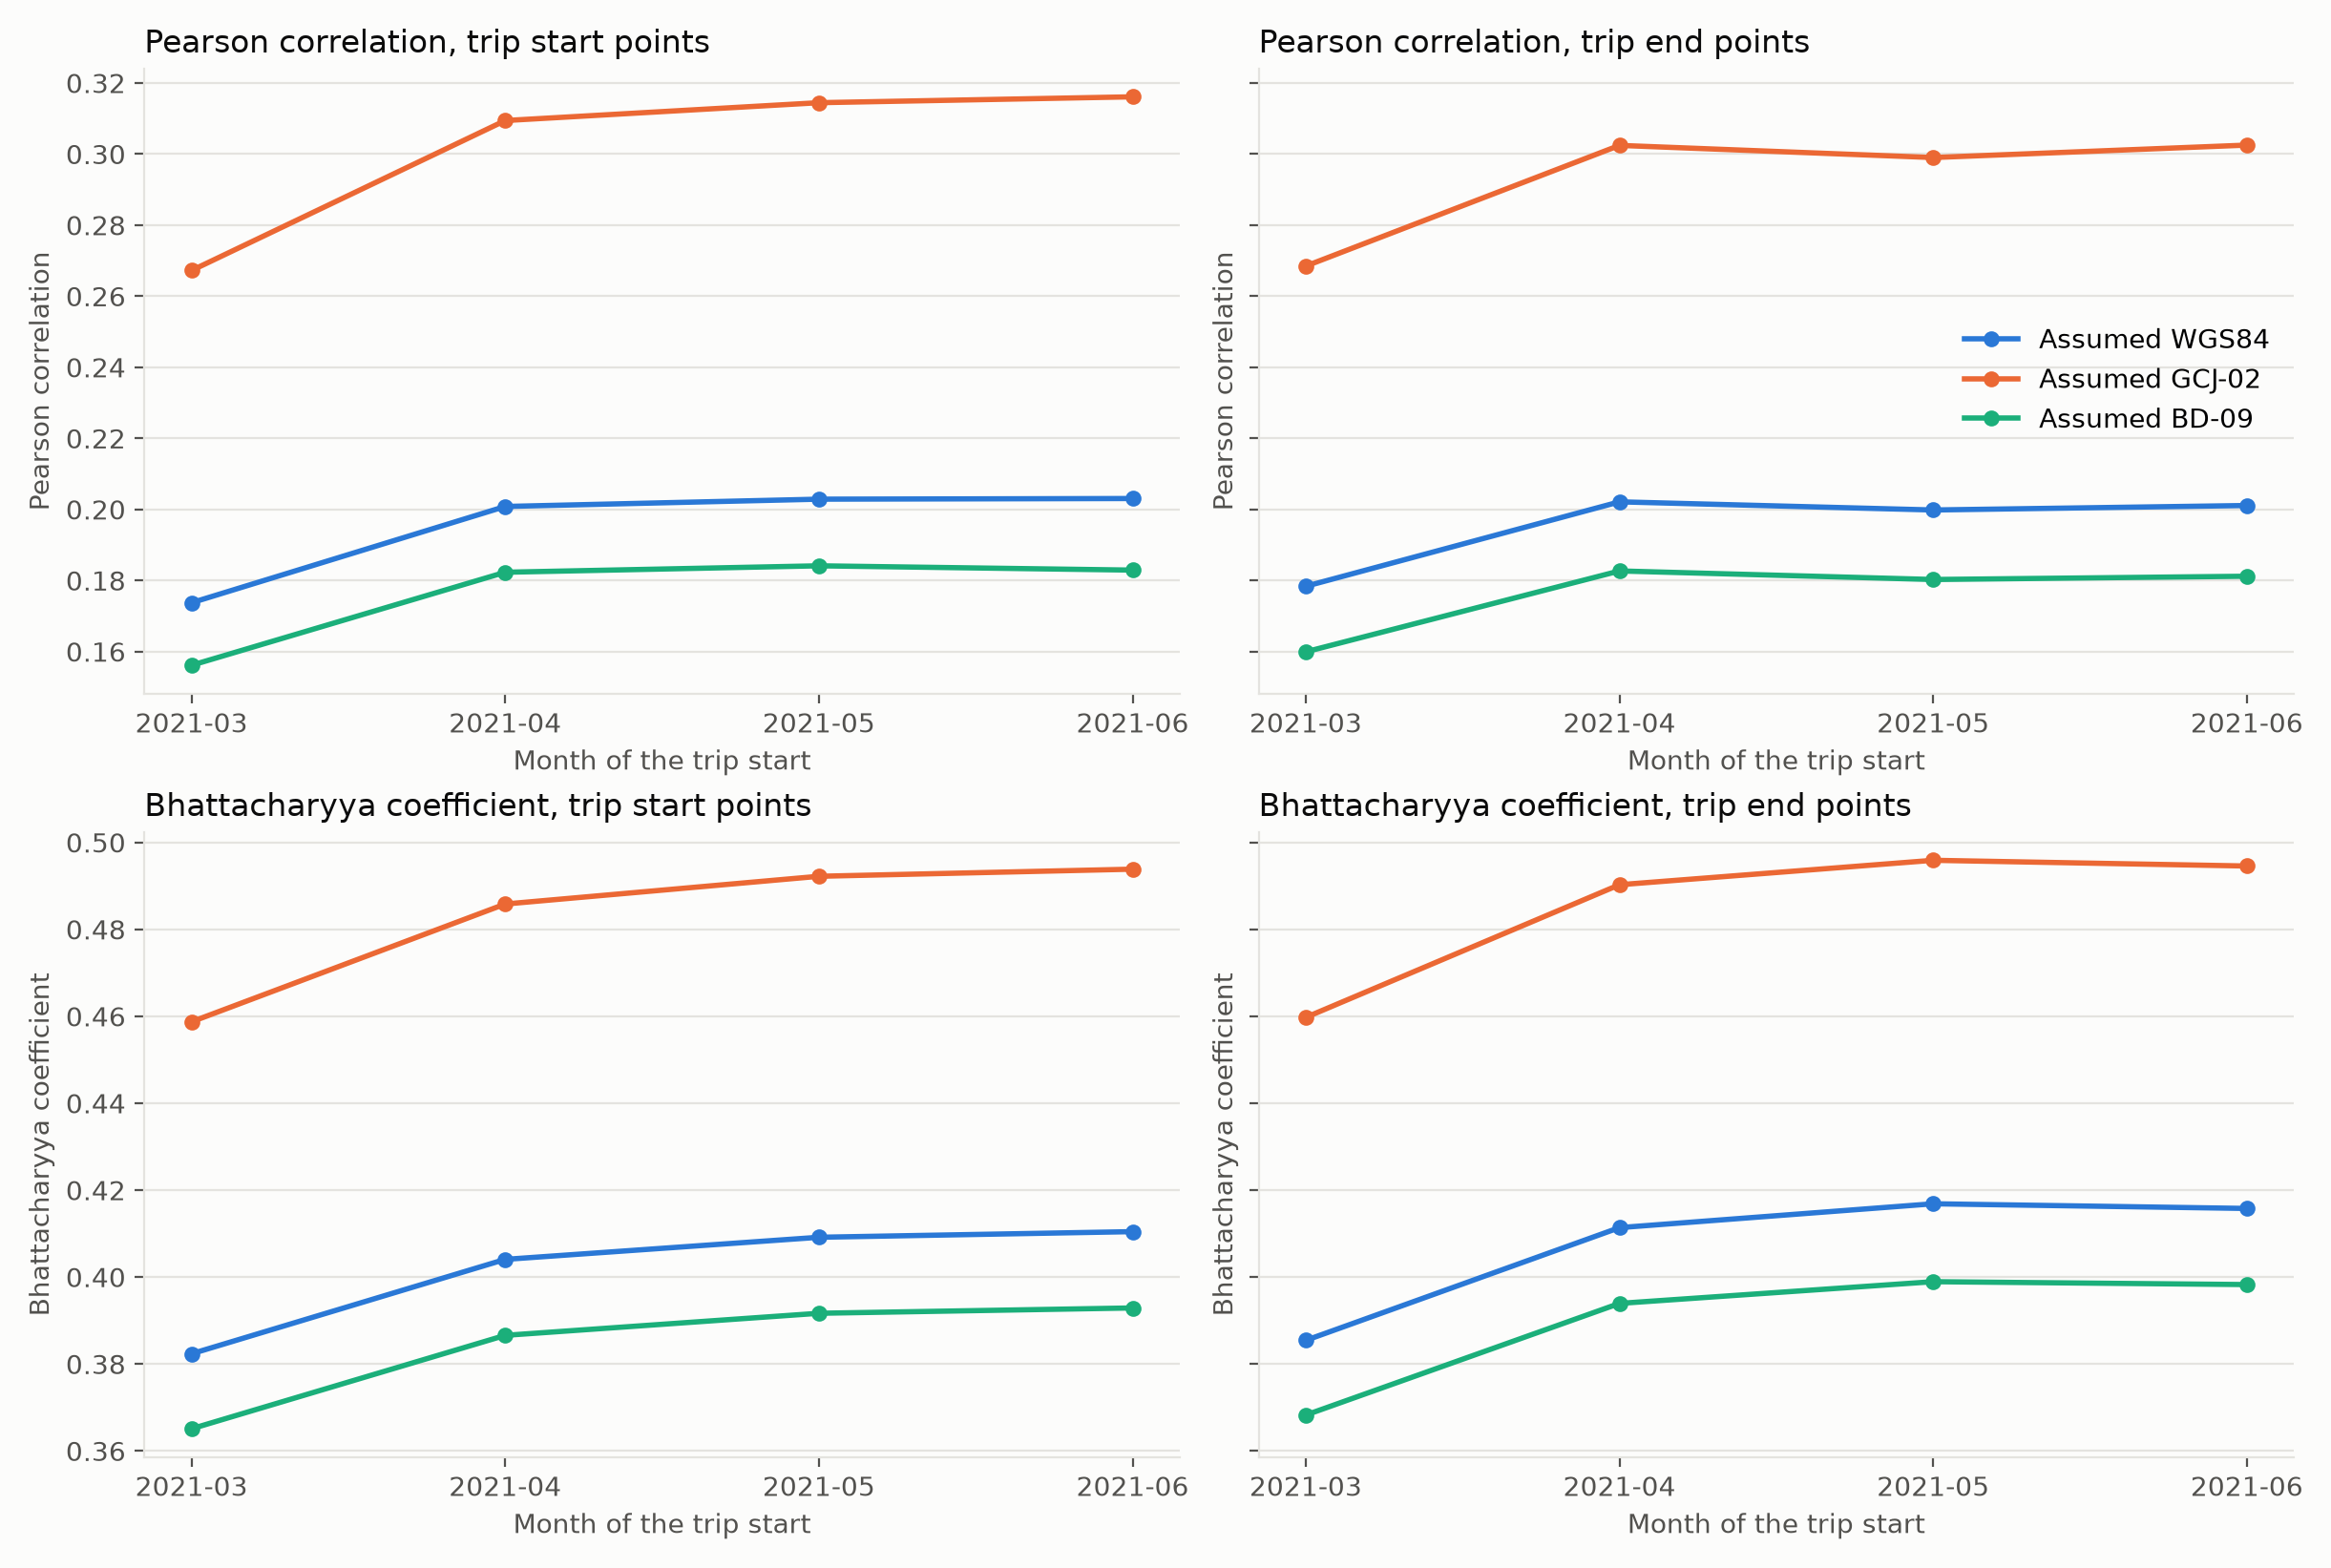 Pearson correlation, trip start points
Pearson correlation
0.32
0.30
0.28
0.26
0.24
0.22
0.20
0.18
0.16
2021-03 2021-04 2021-05 2021-06
Month of the trip start
Pearson correlation, trip end points
Pearson correlation
Assumed WGS84
Assumed GCJ-02
Assumed BD-09
2021-03 2021-04 2021-05 2021-06
Month of the trip start
Bhattacharyya coefficient, trip start points
Bhattacharyya coefficient
0.50
0.48
0.46
0.44
0.42
0.40
0.38
0.36
2021-03 2021-04 2021-05 2021-06
Month of the trip start
Bhattacharyya coefficient, trip end points
Bhattacharyya coefficient
2021-03 2021-04 2021-05 2021-06
Month of the trip start